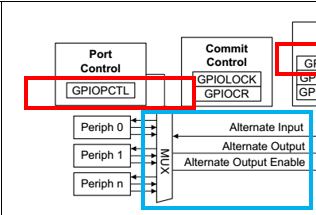 Port
Control
GPIOPCTL
Commit
Control
GPIOLOCK
GPIOCR
Periph 0
Periph 1
Periph n
MUX
Alternate Input
Alternate Output
Alternate Output Enable